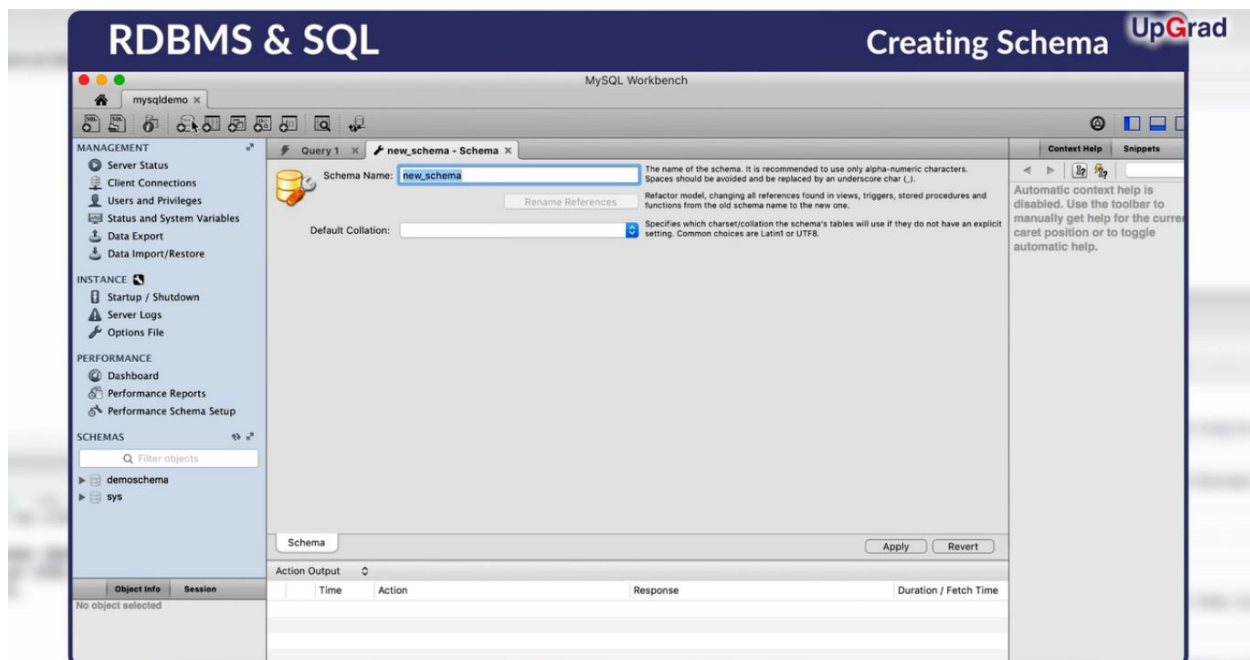 RDBMS & SQL
Creating Schema
UpGrad
MySQL Workbench
mysqldemo x
MANAGEMENT
Server Status
Client Connections
Users and Privileges
Status and System Variables
Data Export
Data Import/Restore
INSTANCE
Startup / Shutdown
Server Logs
Options File
PERFORMANCE
Dashboard
Performance Reports
Performance Schema Setup
SCHEMAS
Filter objects
demoschema
sys
Object Info Session
No object selected
Query 1 x
new_schema - Schema x
Schema Name: new_schema
The name of the schema. It is recommended to use only alpha-numeric characters.
Spaces should be avoided and be replaced by an underscore char (_).
Rename References
Refactor model, changing all references found in views, triggers, stored procedures and
functions from the old schema name to the new one.
Default Collation:
Specifies which charset/collation the schema's tables will use if they do not have an explicit
setting. Common choices are Latin1 or UTF8.
Schema
Apply Revert
Action Output
Time Action Response Duration / Fetch Time
Context Help Snippets
Automatic context help is
disabled. Use the toolbar to
manually get help for the curre
caret position or to toggle
automatic help.